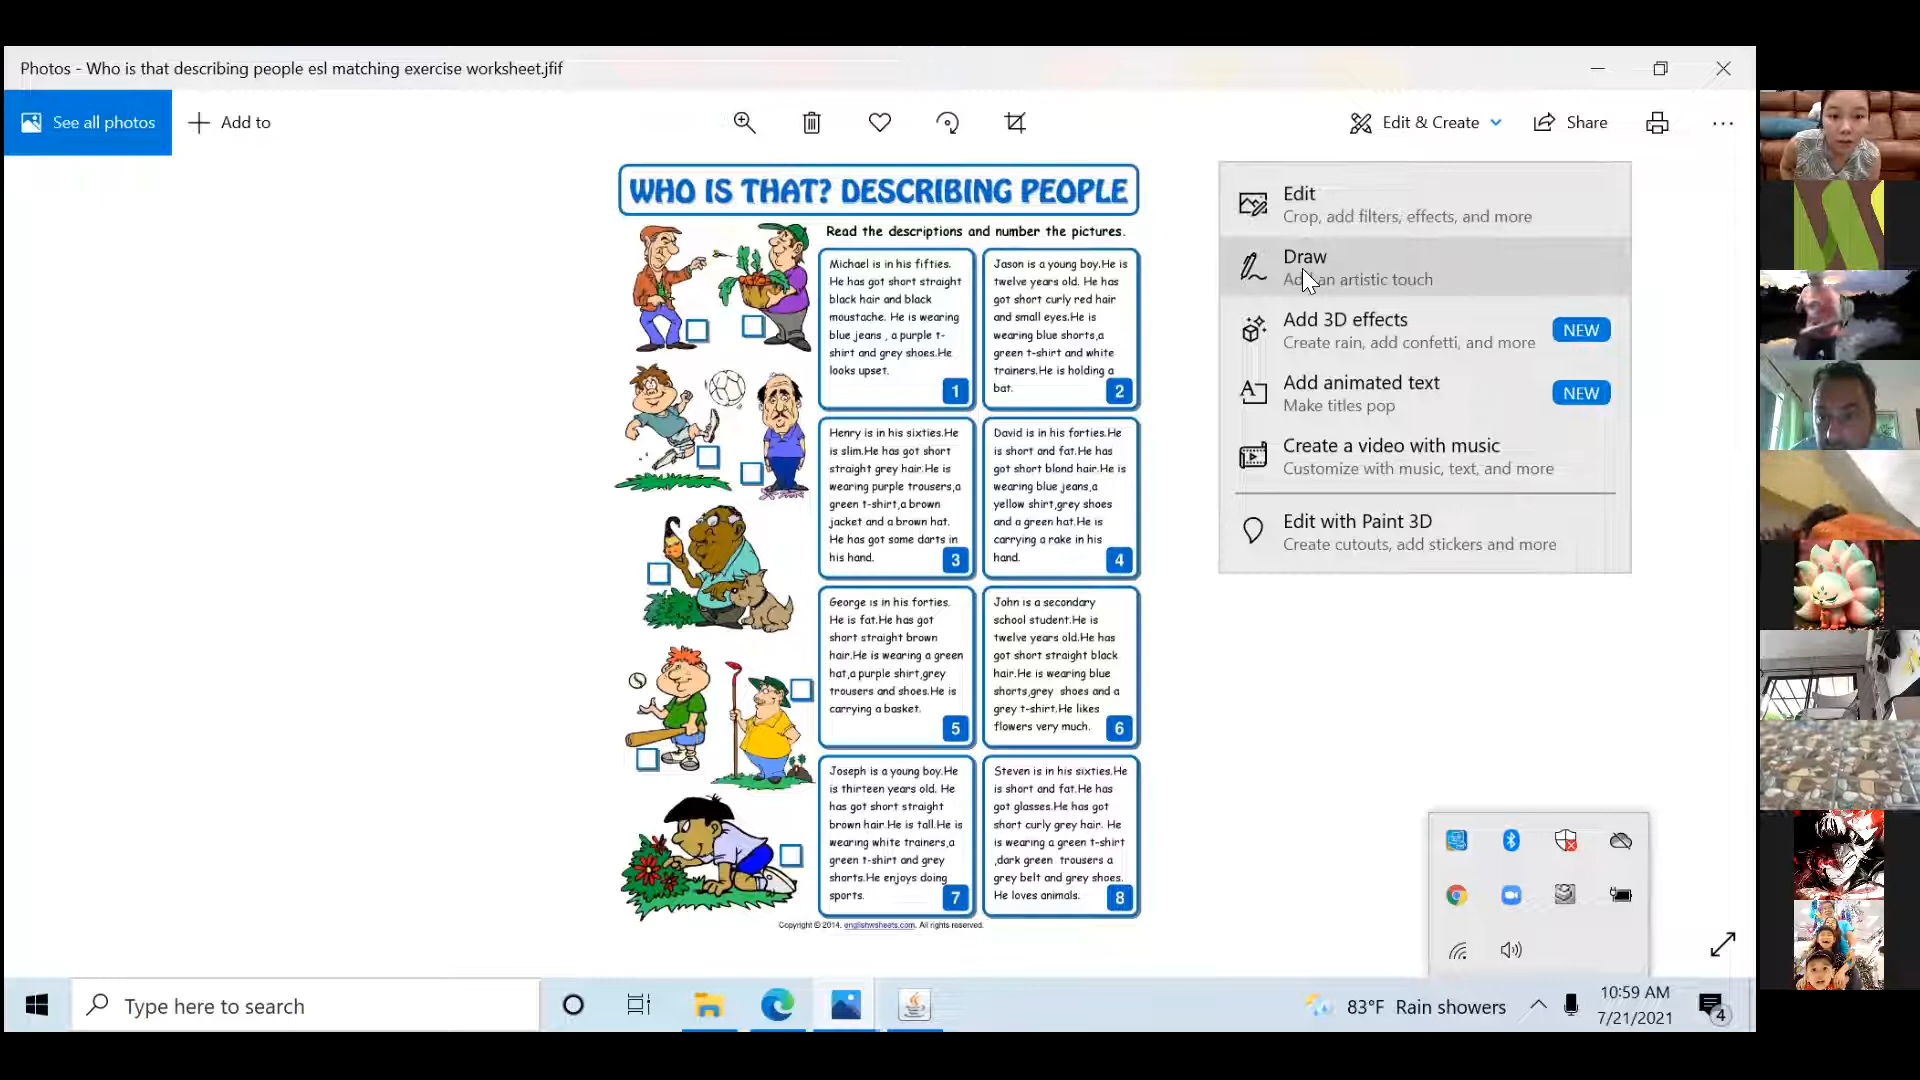 Photos - Who is that describing people esl matching exercise worksheet.jfif
See all photos
Add to
Edit & Create
Share
WHO IS THAT? DESCRIBING PEOPLE
Read the descriptions and number the pictures.
Michael is in his fifties.
He has got short straight
black hair and black
moustache. He is wearing
blue jeans , a purple t-
shirt and grey shoes.He
looks upset.
1
Jason is a young boy.He is
twelve years old. He has
got short curly red hair
and small eyes.He is
wearing blue shorts,a
green t-shirt and white
trainers.He is holding a
bat.
2
Henry is in his sixties.He
is slim.He has got short
straight grey hair.He is
wearing purple trousers,a
green t-shirt,a brown
jacket and a brown hat.
He has got some darts in
his hand.
3
David is in his forties.He
is short and fat.He has
got short blond hair.He is
wearing blue jeans,a
yellow shirt,grey shoes
and a green hat.He is
carrying a rake in his
hand.
4
George is in his forties.
He is fat.He has got
short straight brown
hair.He is wearing a green
hat,a purple shirt,grey
trousers and shoes.He is
carrying a basket.
5
John is a secondary
school student.He is
twelve years old.He has
got short straight black
hair.He is wearing blue
shorts,grey shoes and a
grey t-shirt.He likes
flowers very much.
6
Joseph is a young boy.He
is thirteen years old. He
has got short straight
brown hair.He is tall.He is
wearing white trainers,a
green t-shirt and grey
shorts.He enjoys doing
sports.
7
Steven is in his sixties.He
is short and fat.He has
got glasses.He has got
short curly grey hair. He
is wearing a green t-shirt
,dark green trousers a
grey belt and grey shoes.
He loves animals.
8
Copyright © 2014, englishwsheets.com. All rights reserved.
Edit
Crop, add filters, effects, and more
Draw
Add an artistic touch
Add 3D effects
Create rain, add confetti, and more
NEW
Add animated text
Make titles pop
NEW
Create a video with music
Customize with music, text, and more
Edit with Paint 3D
Create cutouts, add stickers and more
Type here to search
83°F Rain showers
10:59 AM
7/21/2021
4